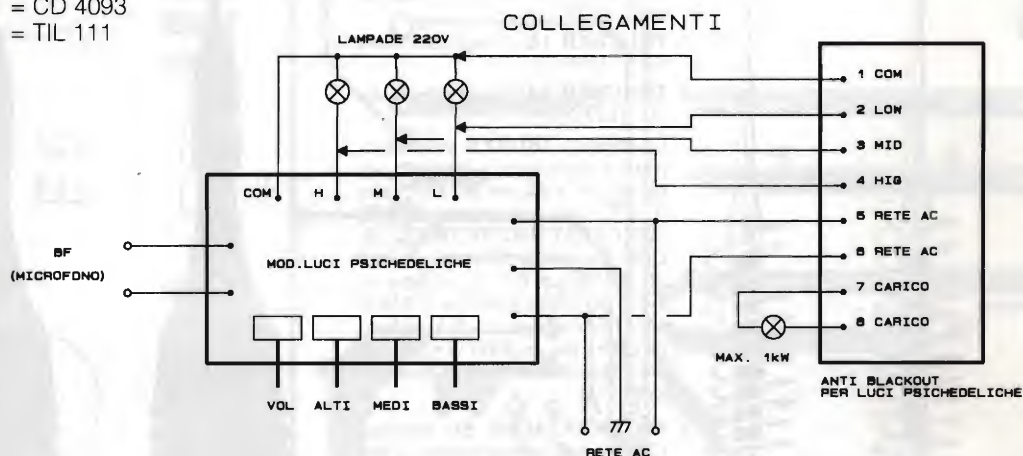 = CD 4093
= TIL 111
COLLEGAMENTI
LAMPADE 220V
COM H M L
BF
(MICROFONO)
MOD.LUCI PSICHEDELICHE
VOL ALTI MEDI BASSI
RETE AC
1 COM
2 LOW
3 MID
4 HIG
5 RETE AC
6 RETE AC
7 CARICO
8 CARICO
MAX. 1kW
ANTI BLACKOUT
PER LUCI PSICHEDELICHE